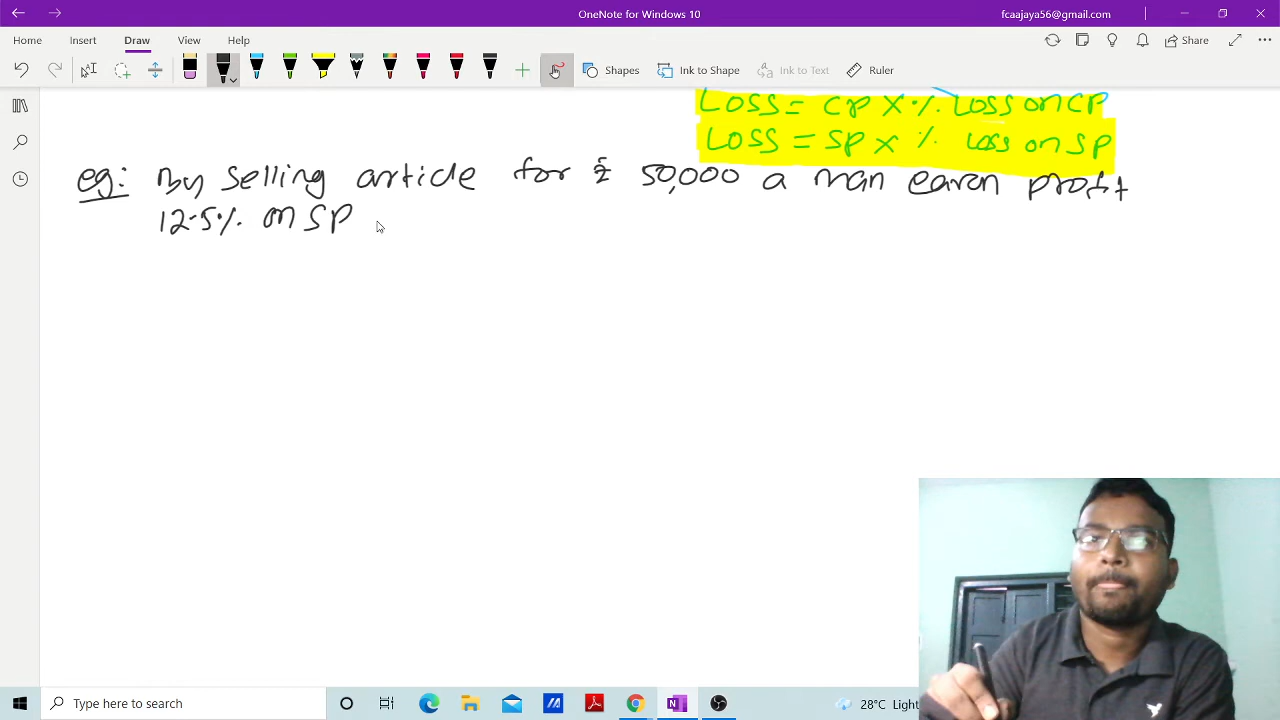 OneNote for Windows 10
fcaajaya56@gmail.com
Home Insert Draw View Help
Share
Shapes
Ink to Shape
Ink to Text
Ruler
LOSS = CP X % LOSS on CP
LOSS = SP X % Loss on SP
eg: By Selling article for ₹ 50,000 a man earen profit
12.5% on SP
Type here to search
28°C Light